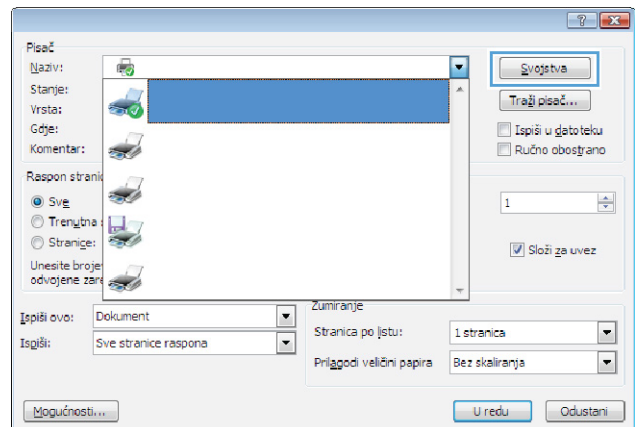 Pisač
Naziv:
Svojstva
Stanje:
Traži pisač...
Vrsta:
Gdje:
Ispiši u datoteku
Komentar:
Ručno obostrano
Raspon strani
Sve
1
Trenutna s
Stranice:
Složi za uvez
Unesite broje
odvojene zare
Zumiranje
Ispiši ovo: Dokument
Stranica po listu: 1 stranica
Ispiši: Sve stranice raspona
Prilagodi veličini papira Bez skaliranja
Mogućnosti...
U redu
Odustani